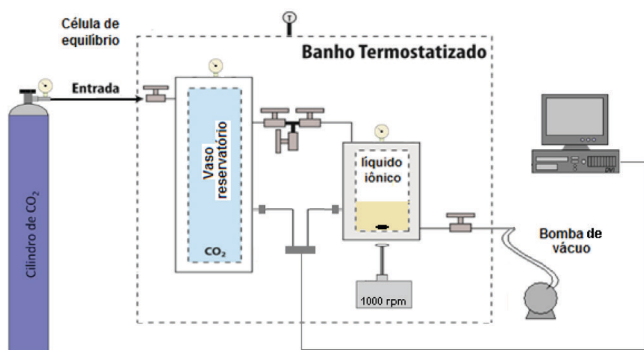 Célula de
equilíbrio
T
Banho Termostatizado
Entrada
Cilindro de CO₂
Vaso
reservatório
CO₂
líquido
iônico
1000 rpm
Bomba de
vácuo